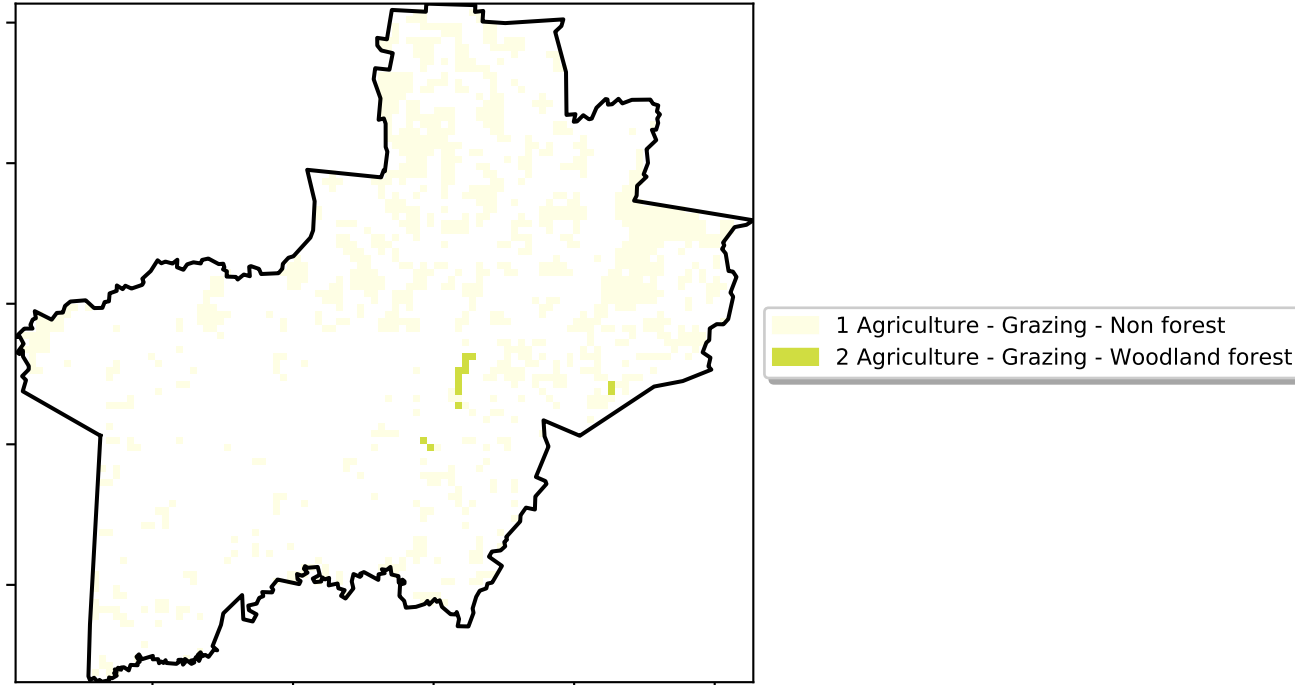 1 Agriculture - Grazing - Non forest
2 Agriculture - Grazing - Woodland forest